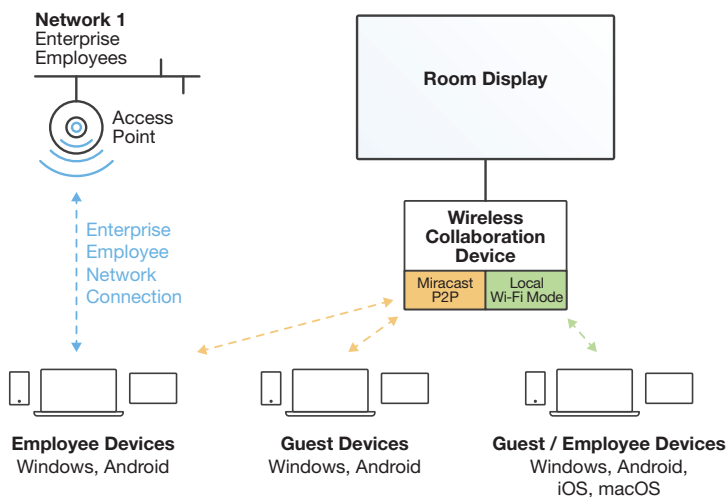 Network 1
Enterprise
Employees
Access
Point
Room Display
Enterprise
Employee
Network
Connection
Wireless
Collaboration
Device
Miracast
P2P
Local
Wi-Fi Mode
Employee Devices
Windows, Android
Guest Devices
Windows, Android
Guest / Employee Devices
Windows, Android,
iOS, macOS